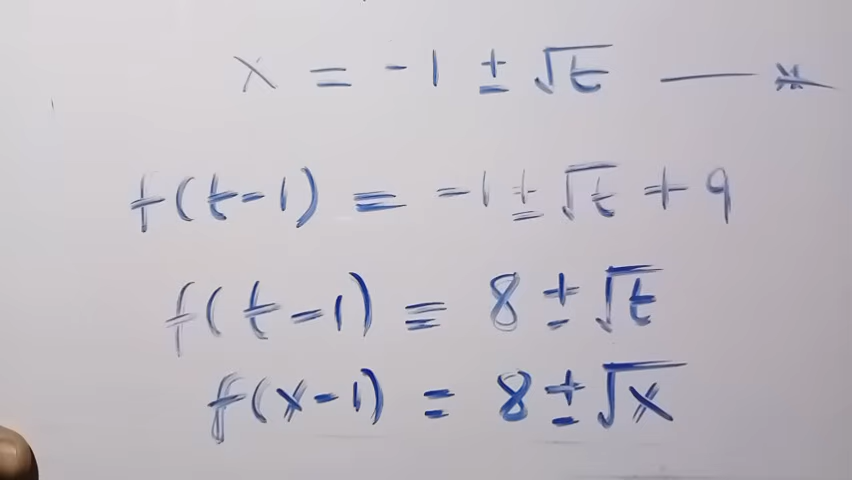 x = -1 ± √t — *
f(t-1) = -1 ± √t + 9
f(t-1) = 8 ± √t
f(x-1) = 8 ± √x